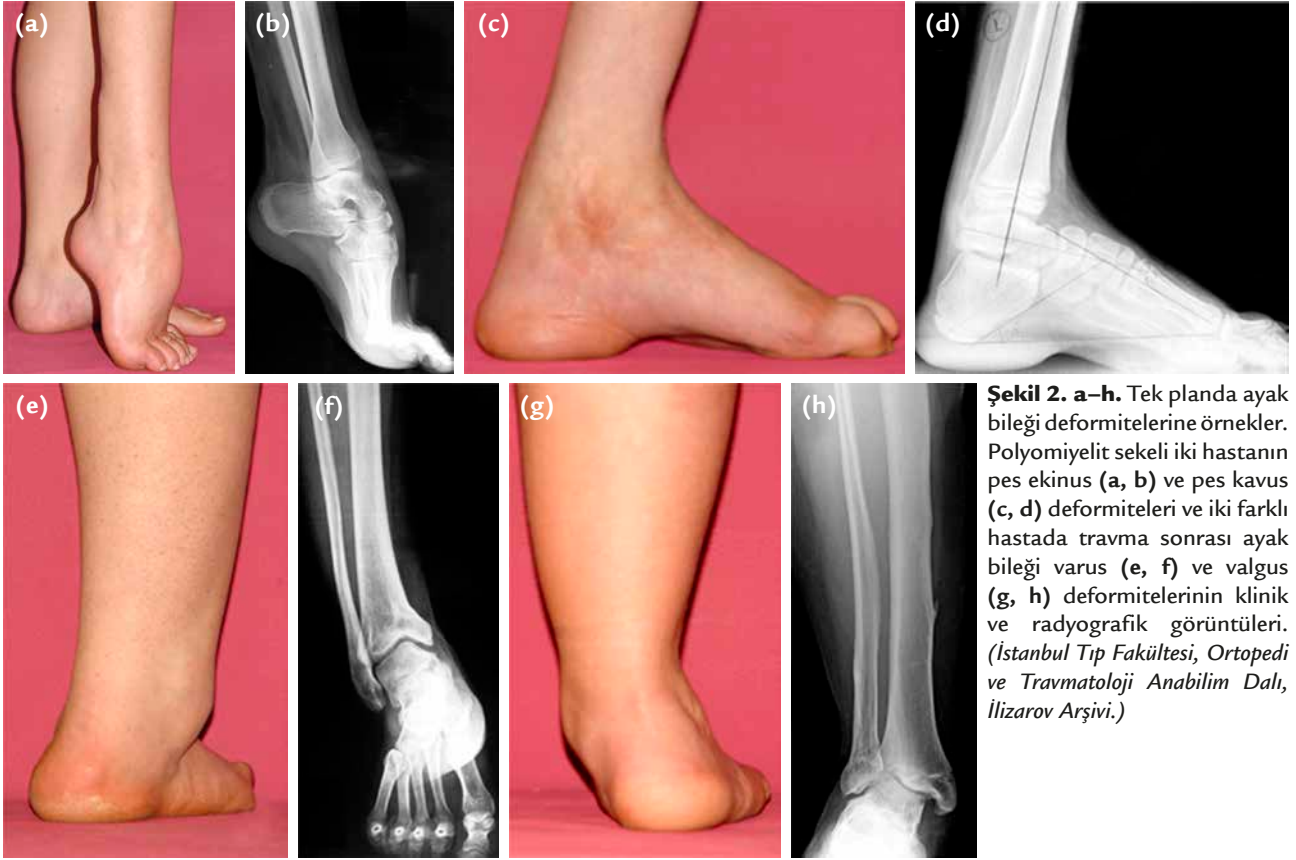 (a)
(b)
(c)
(d)
(e)
(f)
(g)
(h)
Şekil 2. a–h. Tek planda ayak
bileği deformitelerine örnekler.
Polyomiyelit sekeli iki hastanın
pes ekinus (a, b) ve pes kavus
(c, d) deformiteleri ve iki farklı
hastada travma sonrası ayak
bileği varus (e, f) ve valgus
(g, h) deformitelerinin klinik
ve radyografik görüntüleri.
(İstanbul Tıp Fakültesi, Ortopedi
ve Travmatoloji Anabilim Dalı,
İlizarov Arşivi.)